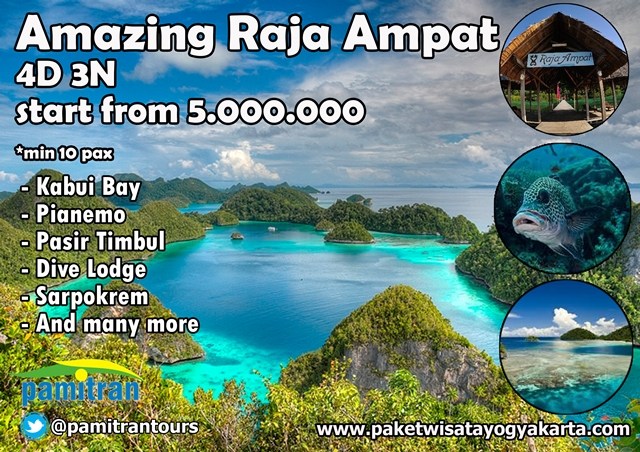 Amazing Raja Ampat
4D 3N
start from 5.000.000
*min 10 pax
- Kabui Bay
- Pianemo
- Pasir Timbul
- Dive Lodge
- Sarpokrem
- And many more
Raja Ampat
pamitran
@pamitrantours
www.paketwisatayogyakarta.com